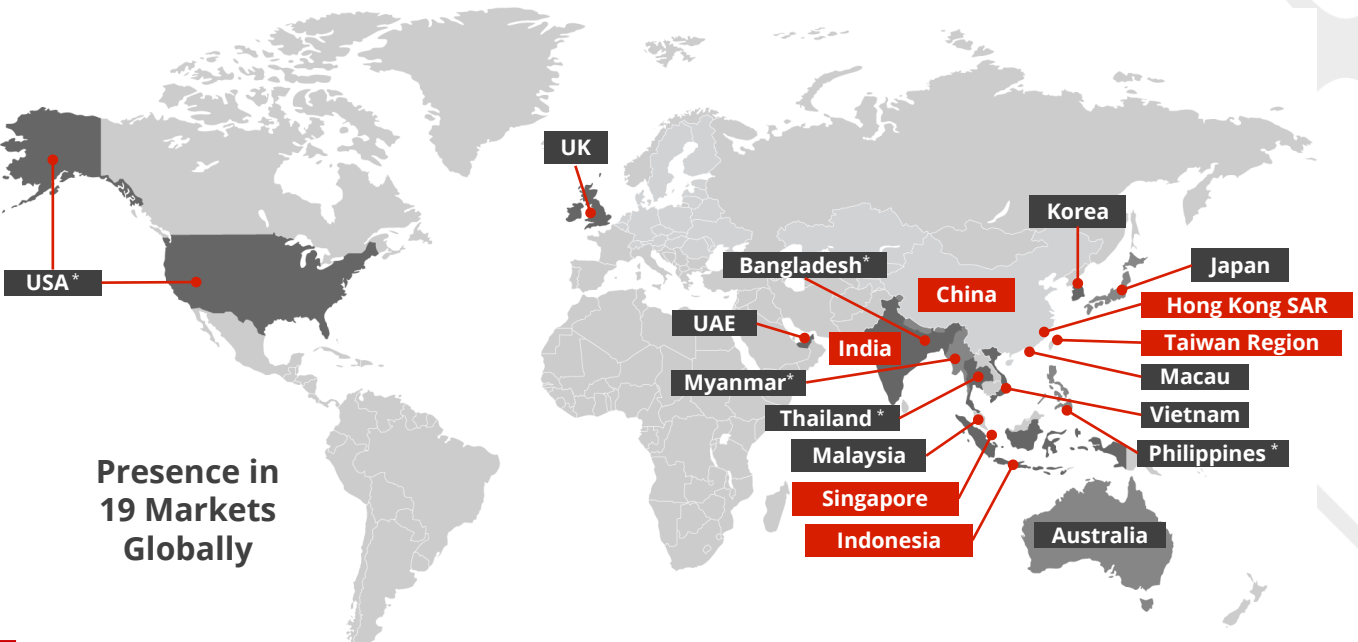 UK
Korea
Bangladesh*
Japan
USA*
China
Hong Kong SAR
UAE
India
Taiwan Region
Myanmar*
Macau
Thailand *
Vietnam
Malaysia
Philippines *
Presence in
19 Markets
Globally
Singapore
Indonesia
Australia